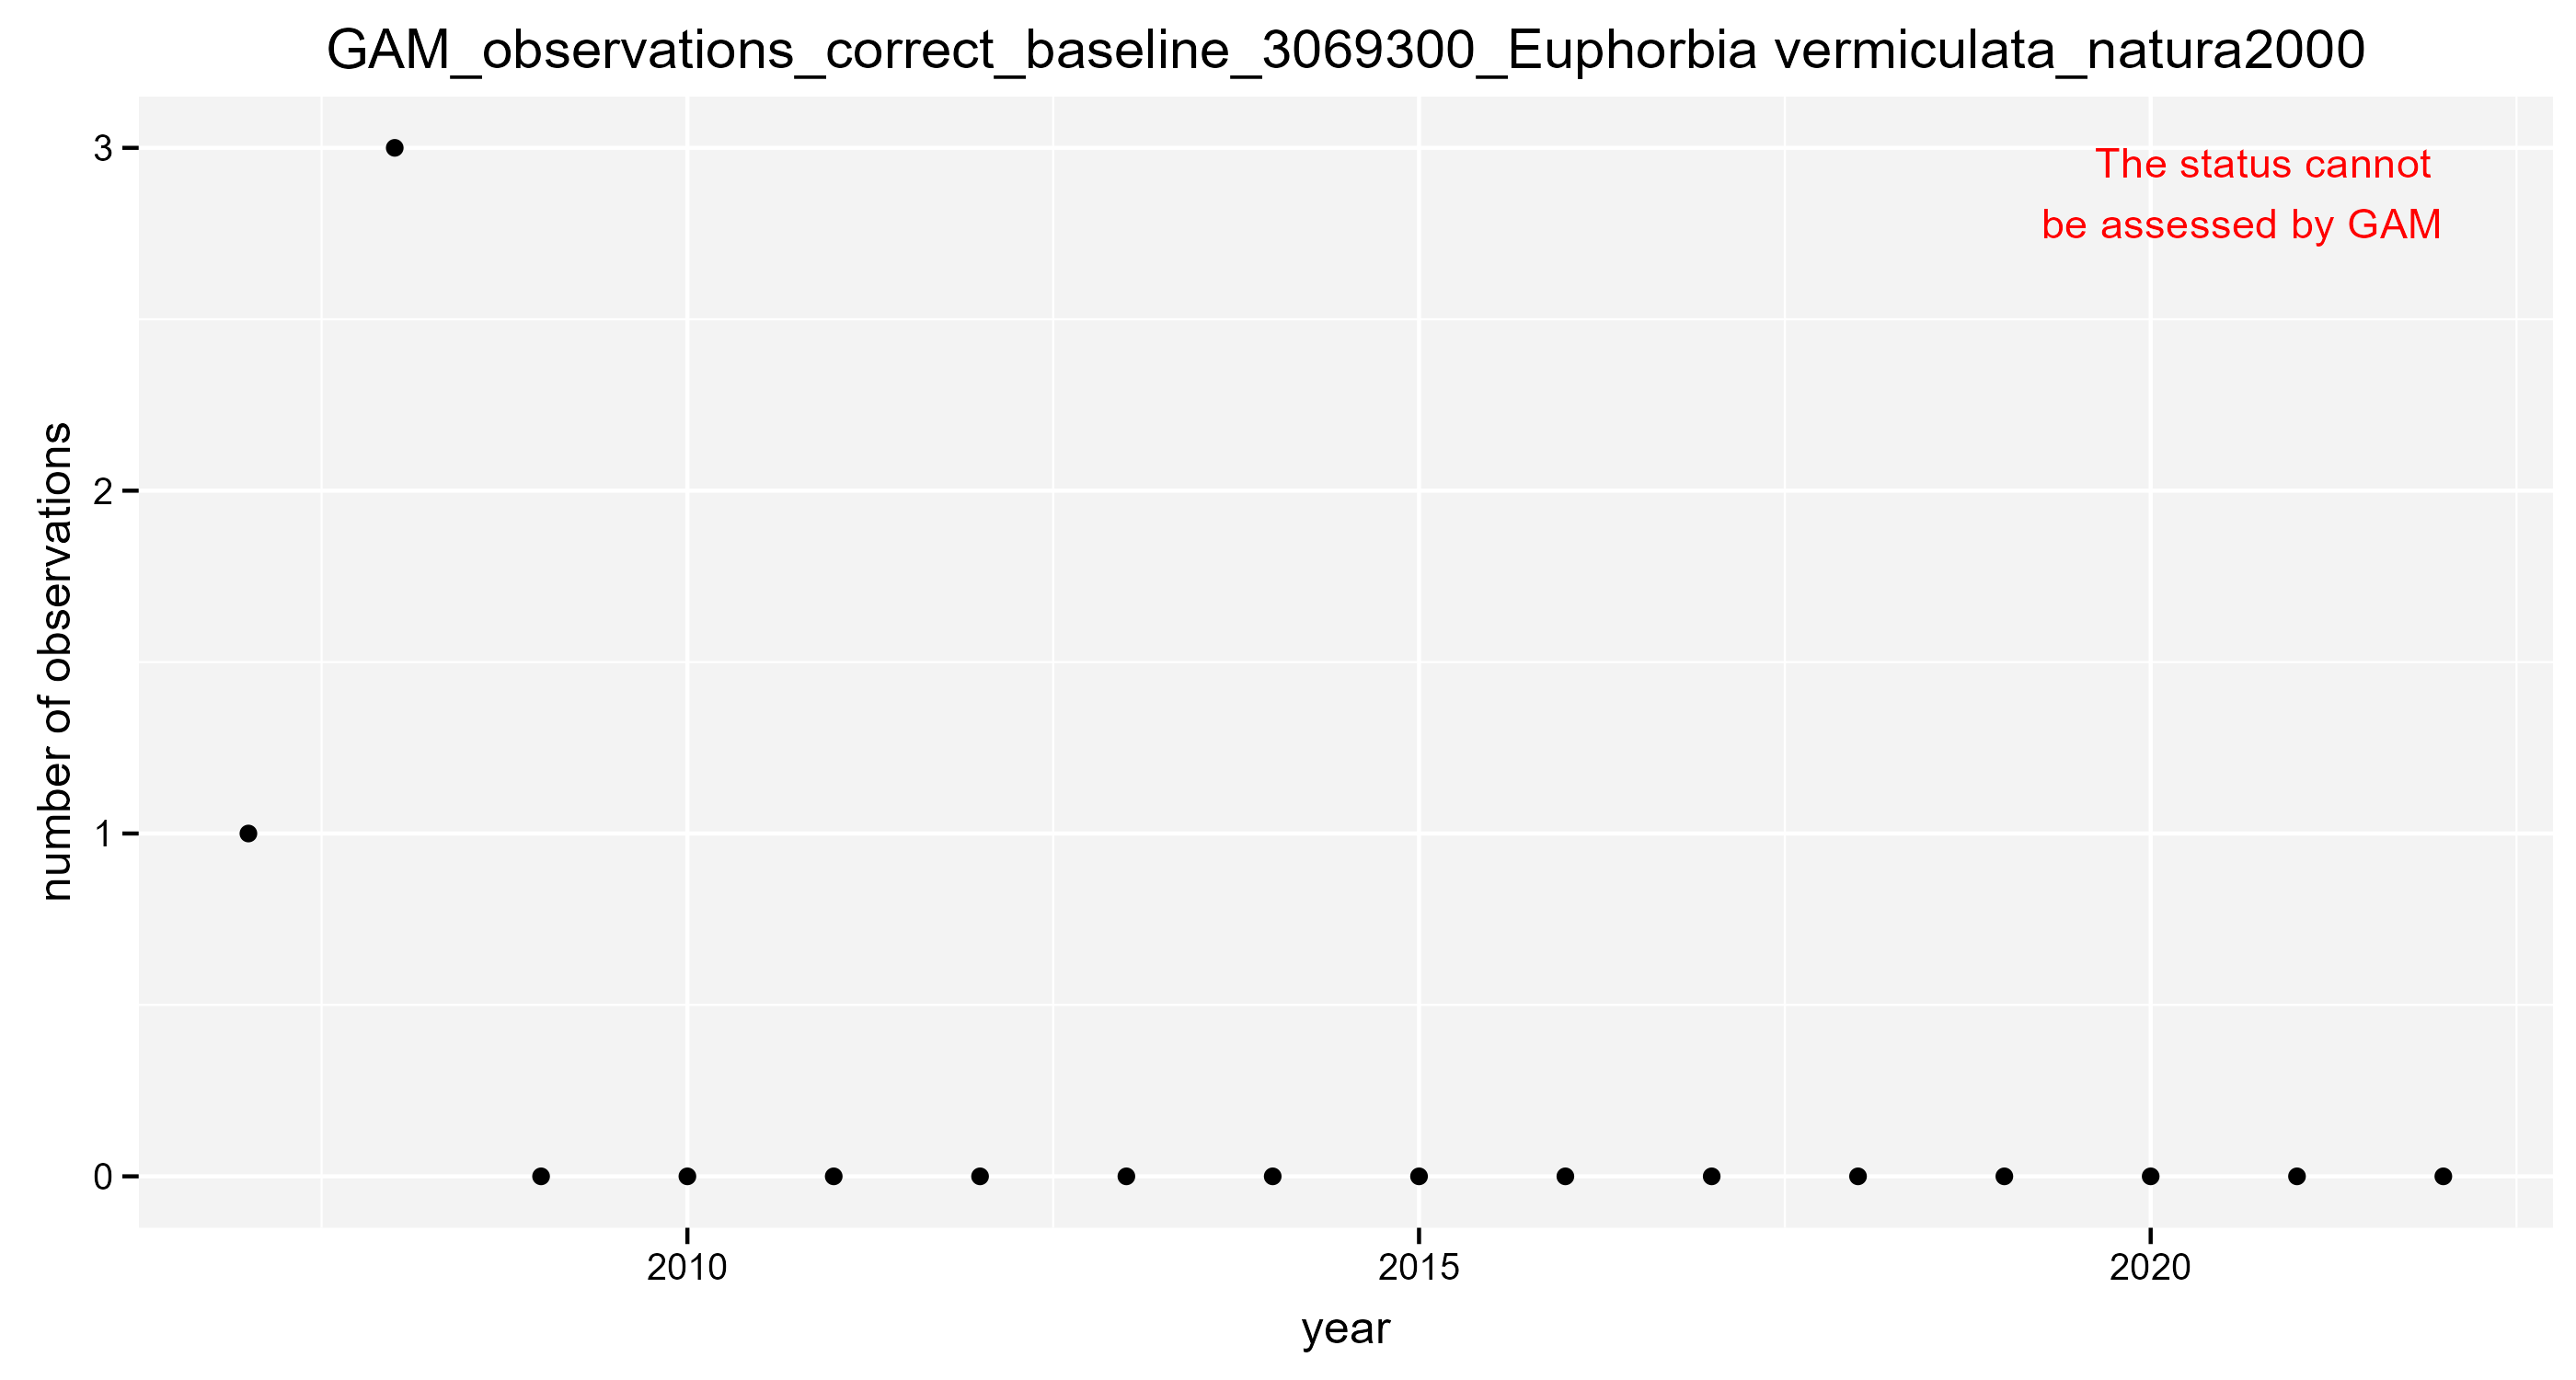 GAM_observations_correct_baseline_3069300_Euphorbia vermiculata_natura2000
3
The status cannot
be assessed by GAM
2
number of observations
1
0
2010 2015 2020
year